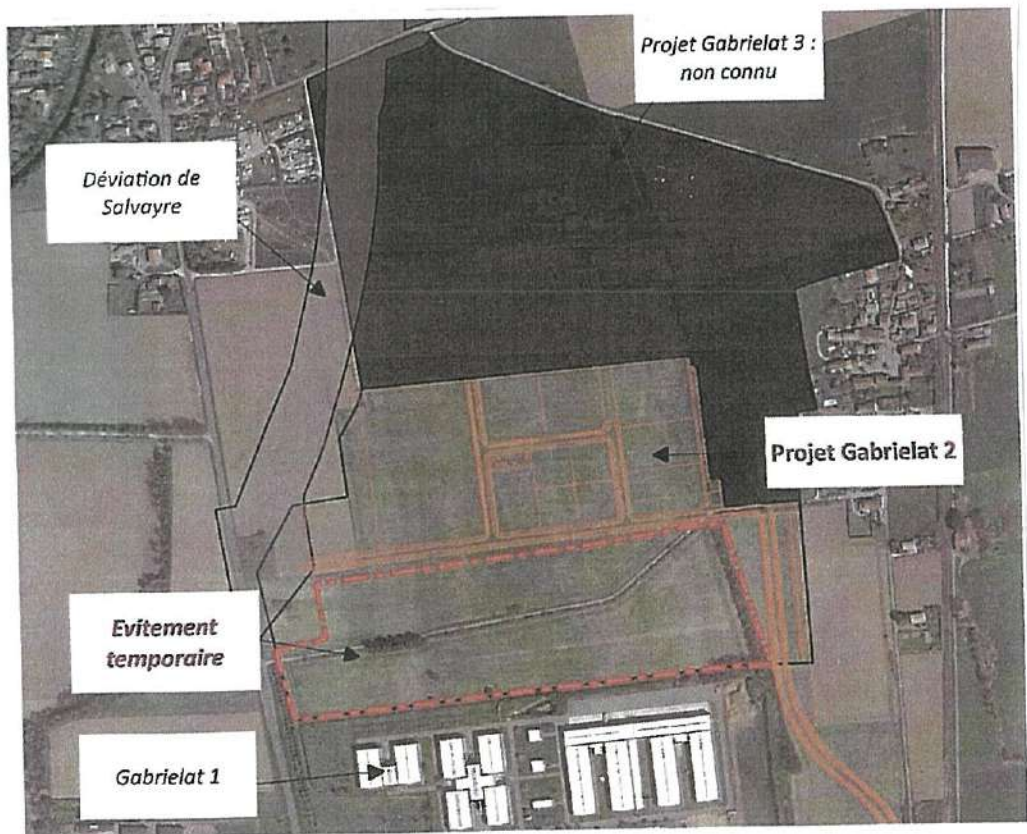 Projet Gabrielat 3 :
non connu
Déviation de
Salvayre
Projet Gabrielat 2
Evitement
temporaire
Gabrielat 1